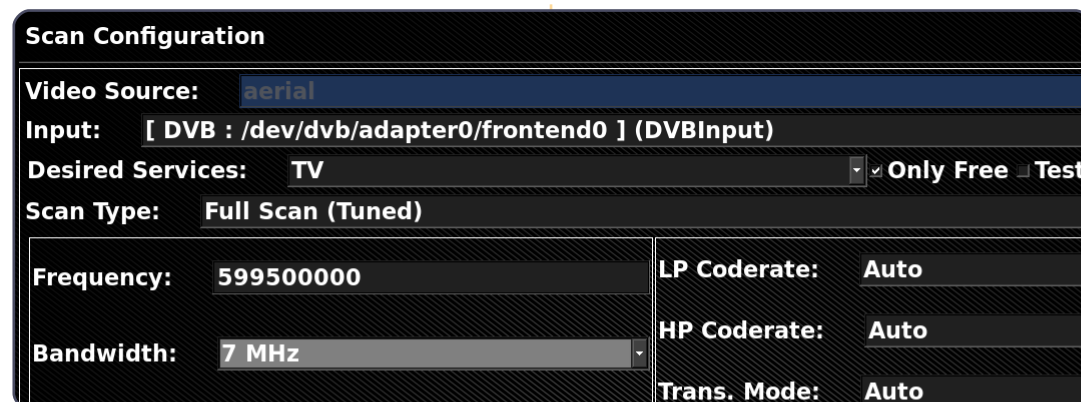 Scan Configuration
Video Source: aerial
Input: [ DVB : /dev/dvb/adapter0/frontend0 ] (DVBInput)
Desired Services: TV Only Free Test
Scan Type: Full Scan (Tuned)
Frequency: 599500000
LP Coderate: Auto
HP Coderate: Auto
Bandwidth: 7 MHz
Trans. Mode: Auto